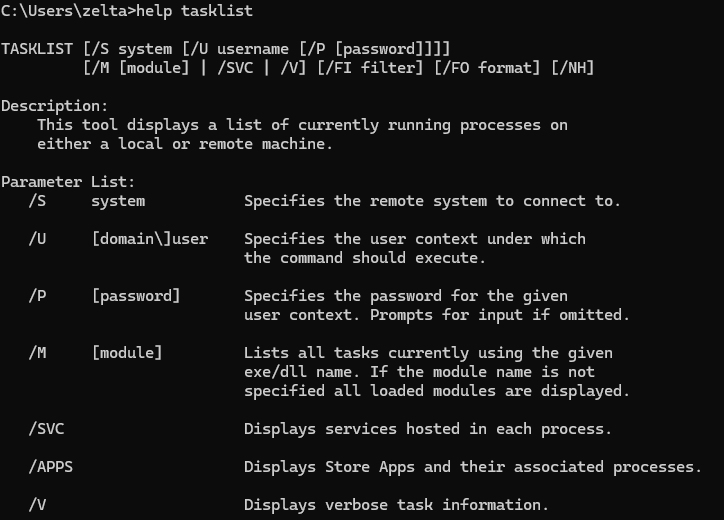 C:\Users\zelta>help tasklist
TASKLIST [/S system [/U username [/P [password]]]]
[/M [module] | /SVC | /V] [/FI filter] [/FO format] [/NH]
Description:
This tool displays a list of currently running processes on
either a local or remote machine.
Parameter List:
/S system Specifies the remote system to connect to.
/U [domain\]user Specifies the user context under which
the command should execute.
/P [password] Specifies the password for the given
user context. Prompts for input if omitted.
/M [module] Lists all tasks currently using the given
exe/dll name. If the module name is not
specified all loaded modules are displayed.
/SVC Displays services hosted in each process.
/APPS Displays Store Apps and their associated processes.
/V Displays verbose task information.